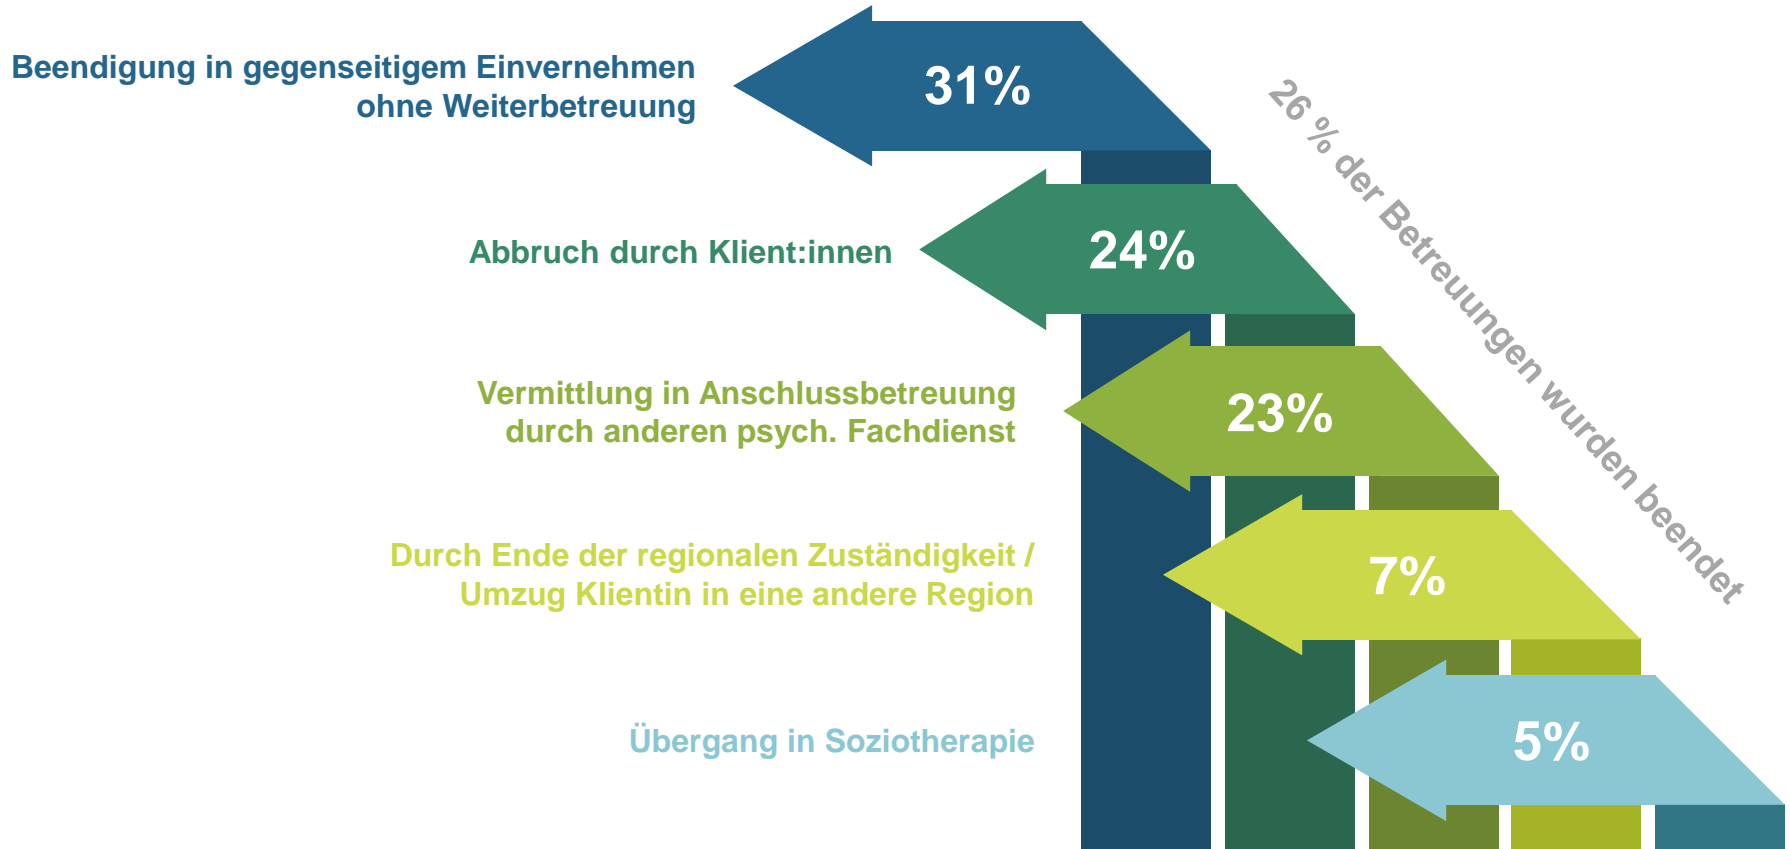 Beendigung in gegenseitigem Einvernehmen
ohne Weiterbetreuung
31%
26 % der Betreuungen wurden beendet
Abbruch durch Klient:innen
24%
Vermittlung in Anschlussbetreuung
durch anderen psych. Fachdienst
23%
Durch Ende der regionalen Zuständigkeit /
Umzug Klientin in eine andere Region
7%
Übergang in Soziotherapie
5%